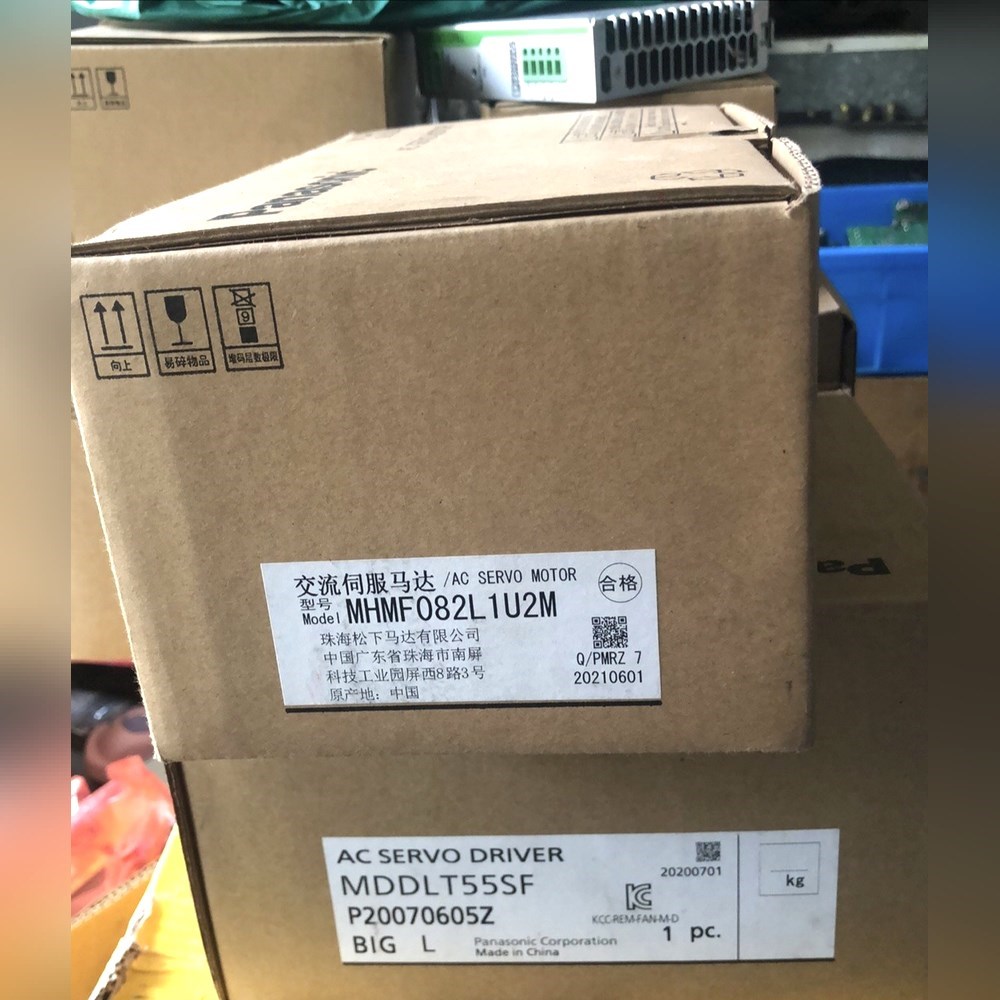 Panasonic
向上
易碎物品
9
堆码层数极限
交流伺服马达 /AC SERVO MOTOR
合格
型号
Model MHMF082L1U2M
珠海松下马达有限公司
中国广东省珠海市南屏
科技工业园屏西8路3号
原产地: 中国
Q/PMRZ 7
20210601
Pa
AC SERVO DRIVER
MDDLT55SF
P20070605Z
BIG L
Panasonic Corporation
Made in China
20200701
KCC-REM-FAN-M-D
1 pc.
kg